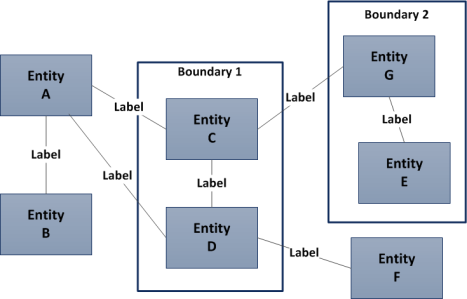 Boundary 2
Entity
G
Entity
A
Boundary 1
Label
Label
Entity
C
Label
Label
Label
Label
Entity
E
Entity
B
Entity
D
Label
Entity
F